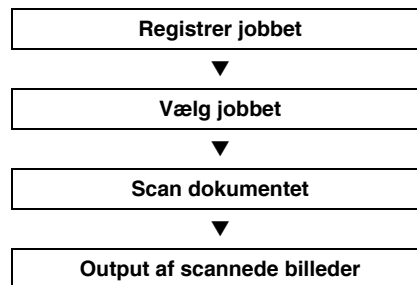 Registrer jobbet
▼
Vælg jobbet
▼
Scan dokumentet
▼
Output af scannede billeder